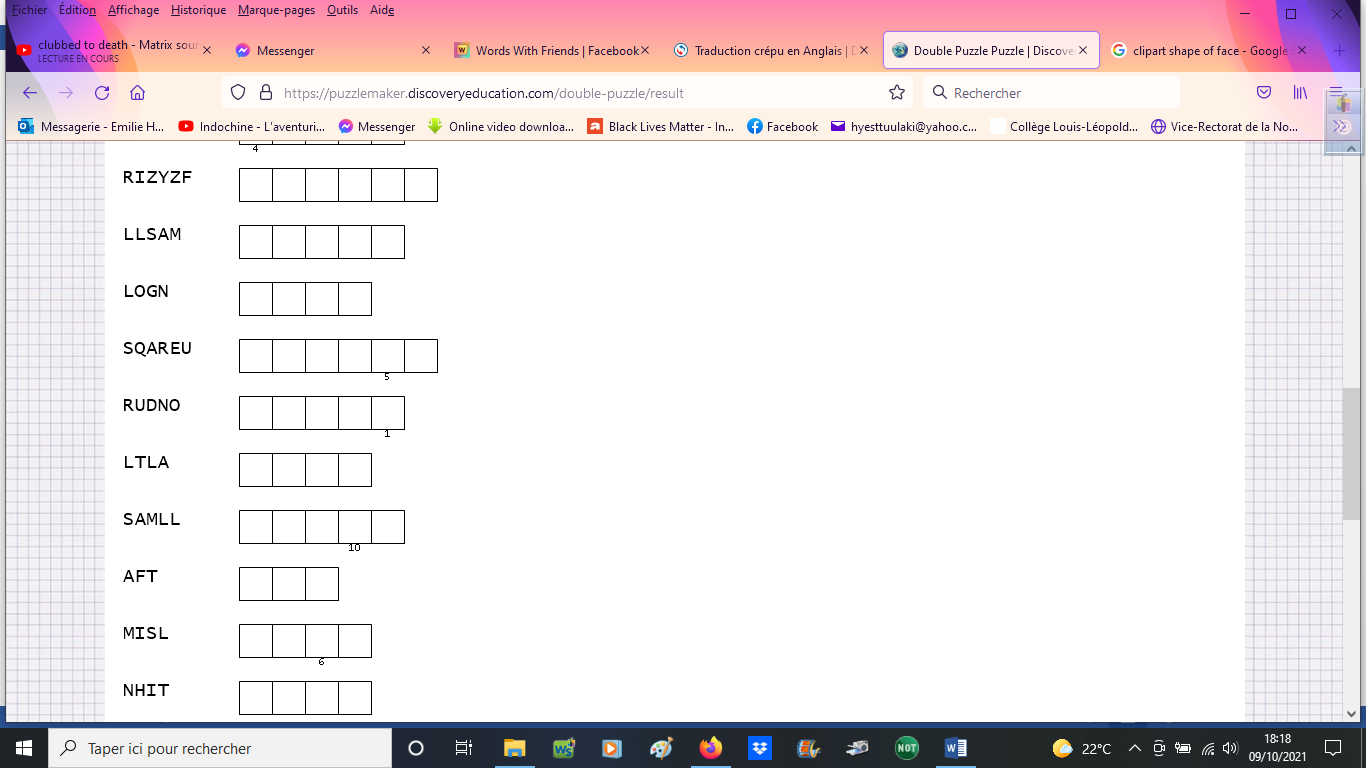 Fichier Édition Affichage Historique Marque-pages Outils Aide
clubbed to death - Matrix sour
LECTURE EN COURS
Messenger
Words With Friends | Facebook
Traduction crépu en Anglais | D
Double Puzzle Puzzle | Discove
clipart shape of face - Google
https://puzzlemaker.discoveryeducation.com/double-puzzle/result
Rechercher
Messagerie - Emilie H...
Indochine - L'aventuri...
Messenger
Online video downloa...
Black Lives Matter - In...
Facebook
hyesttuulaki@yahoo.c...
Collège Louis-Léopold...
Vice-Rectorat de la No...
4
RIZYZF
LLSAM
LOGN
SQAREU
5
RUDNO
1
LTLA
SAMLL
10
AFT
MISL
6
NHIT
Taper ici pour rechercher
NOT
22°C
18:18
09/10/2021